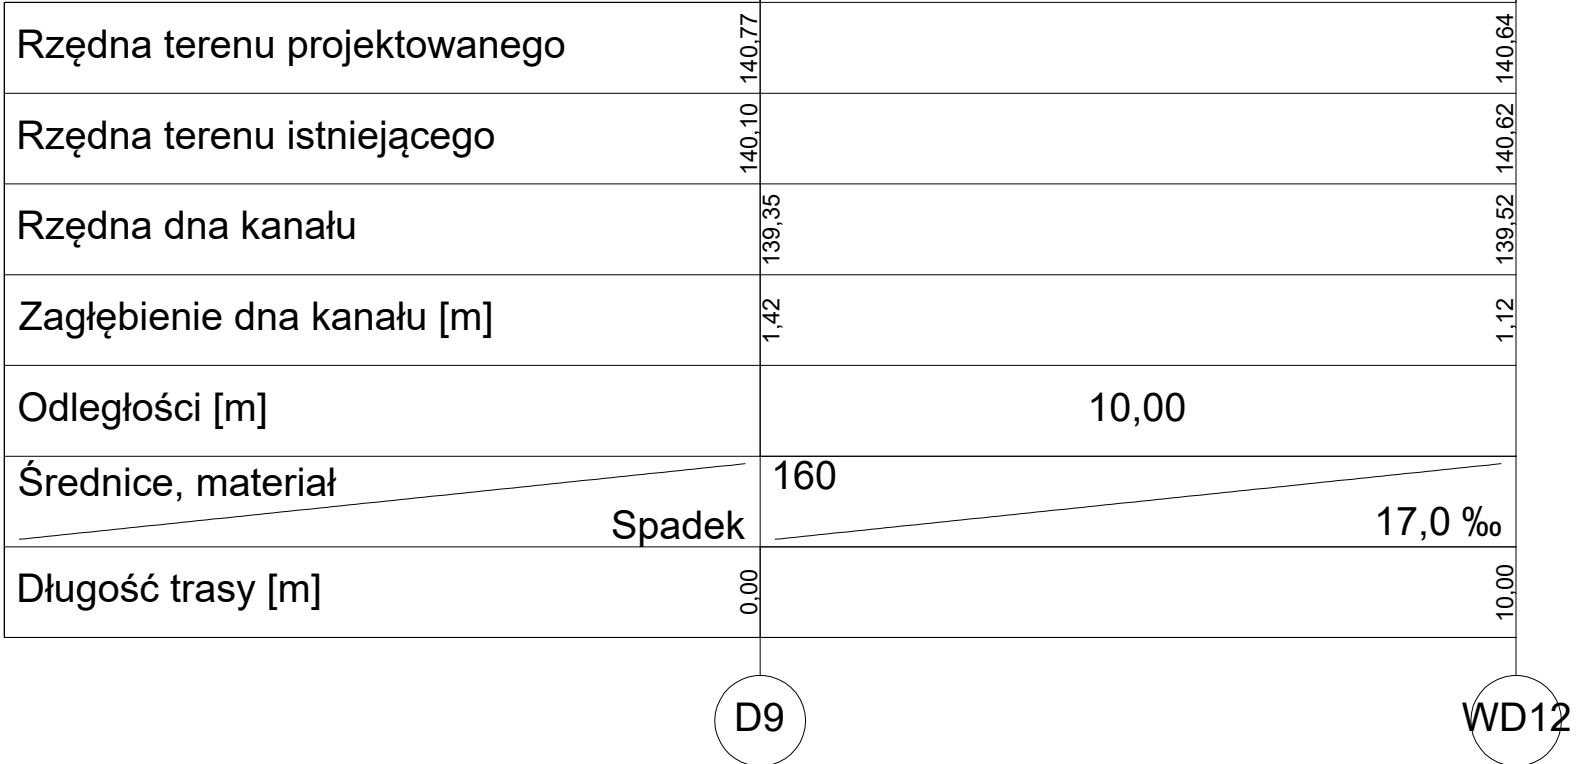 Rzędna terenu projektowanego 140,77 140,64
Rzędna terenu istniejącego 140,10 140,62
Rzędna dna kanału 139,35 139,52
Zagłębienie dna kanału [m] 1,42 1,12
Odległości [m] 10,00
Średnice, materiał 160
Spadek 17,0 ‰
Długość trasy [m] 0,00 10,00
D9 WD12